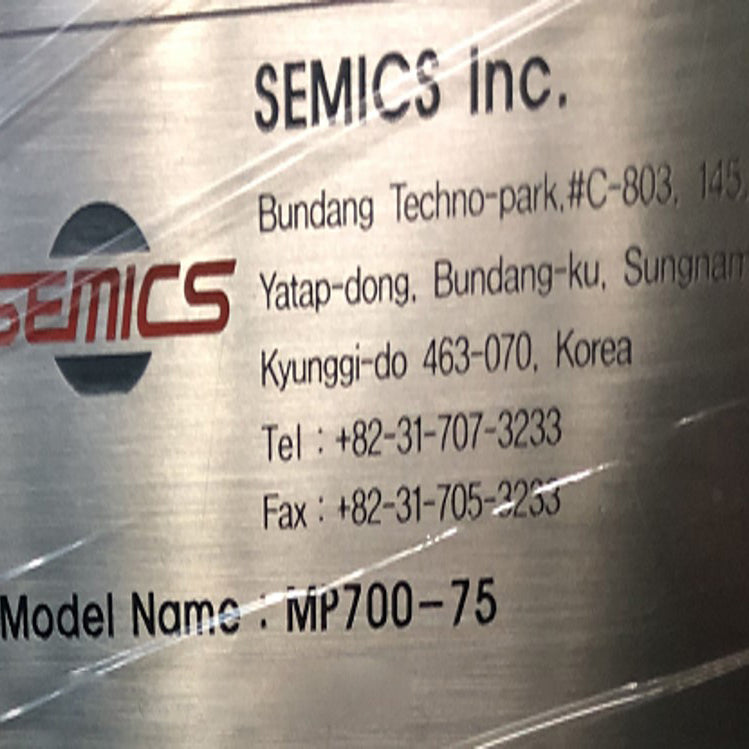 SEMICS Inc.
Bundang Techno-park,#C-803, 145,
SEMICS
Yatap-dong, Bundang-ku, Sungnam
Kyunggi-do 463-070, Korea
Tel : +82-31-707-3233
Fax : +82-31-705-3233
Model Name : MP700-75